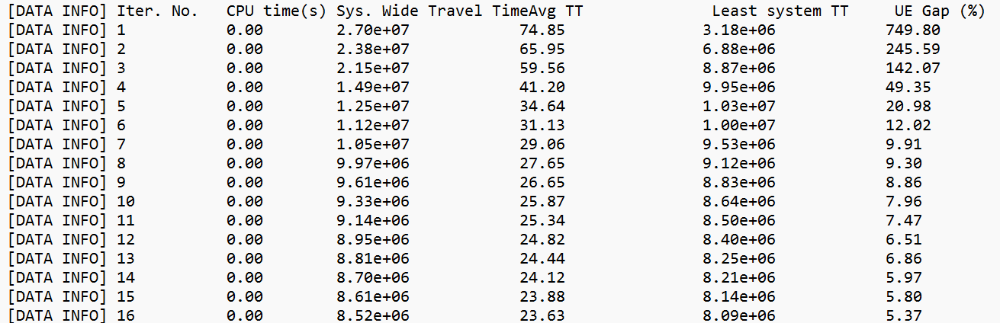 [DATA INFO] Iter. No. CPU time(s) Sys. Wide Travel TimeAvg TT Least system TT UE Gap (%)
[DATA INFO] 1 0.00 2.70e+07 74.85 3.18e+06 749.80
[DATA INFO] 2 0.00 2.38e+07 65.95 6.88e+06 245.59
[DATA INFO] 3 0.00 2.15e+07 59.56 8.87e+06 142.07
[DATA INFO] 4 0.00 1.49e+07 41.20 9.95e+06 49.35
[DATA INFO] 5 0.00 1.25e+07 34.64 1.03e+07 20.98
[DATA INFO] 6 0.00 1.12e+07 31.13 1.00e+07 12.02
[DATA INFO] 7 0.00 1.05e+07 29.06 9.53e+06 9.91
[DATA INFO] 8 0.00 9.97e+06 27.65 9.12e+06 9.30
[DATA INFO] 9 0.00 9.61e+06 26.65 8.83e+06 8.86
[DATA INFO] 10 0.00 9.33e+06 25.87 8.64e+06 7.96
[DATA INFO] 11 0.00 9.14e+06 25.34 8.50e+06 7.47
[DATA INFO] 12 0.00 8.95e+06 24.82 8.40e+06 6.51
[DATA INFO] 13 0.00 8.81e+06 24.44 8.25e+06 6.86
[DATA INFO] 14 0.00 8.70e+06 24.12 8.21e+06 5.97
[DATA INFO] 15 0.00 8.61e+06 23.88 8.14e+06 5.80
[DATA INFO] 16 0.00 8.52e+06 23.63 8.09e+06 5.37